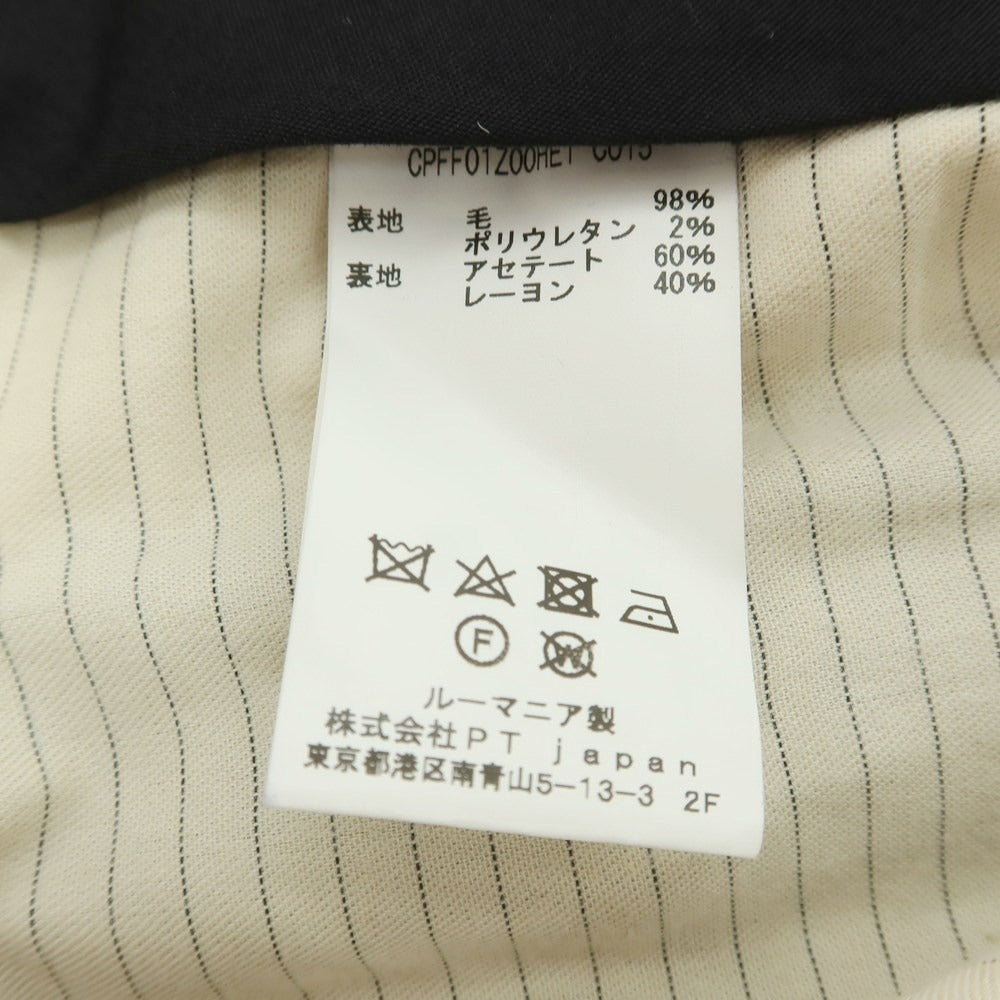 CPFF01Z00HE1 CO15
表地 毛 98%
ポリウレタン 2%
裏地 アセテート 60%
レーヨン 40%
F
W
ルーマニア製
株式会社PT japan
東京都港区南青山5-13-3 2F